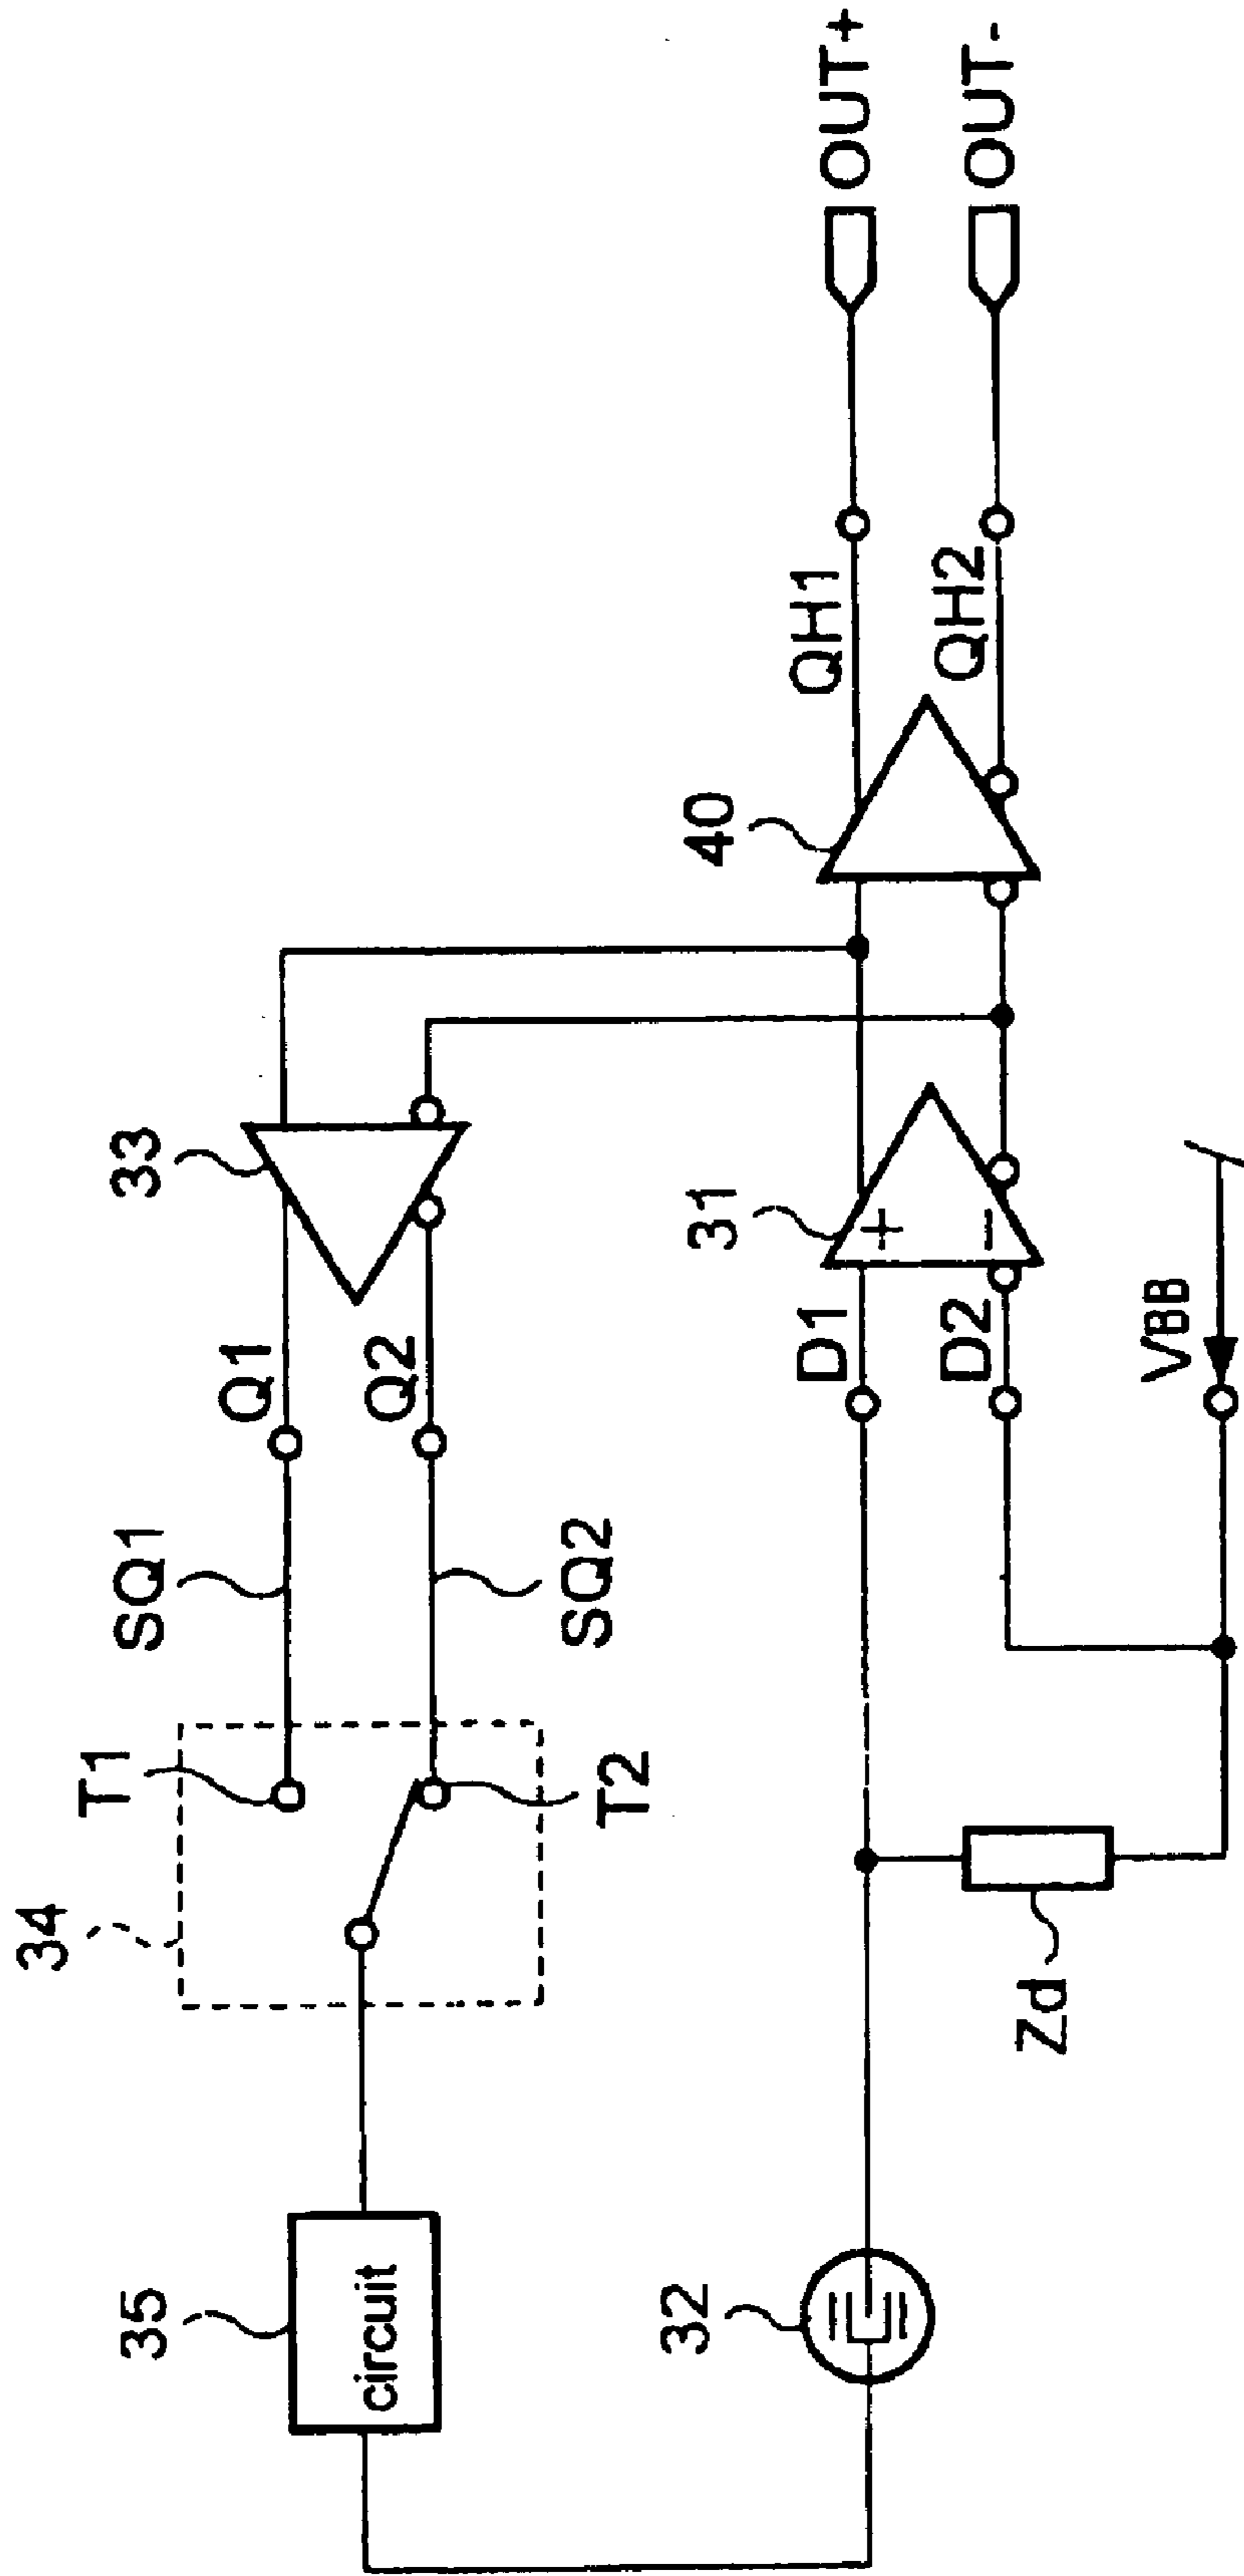 35
circuit
34
T1
SQ1
Q1
33
T2
SQ2
Q2
32
Zd
D1
D2
31
+
−
VBB
40
QH1
QH2
OUT+
OUT-